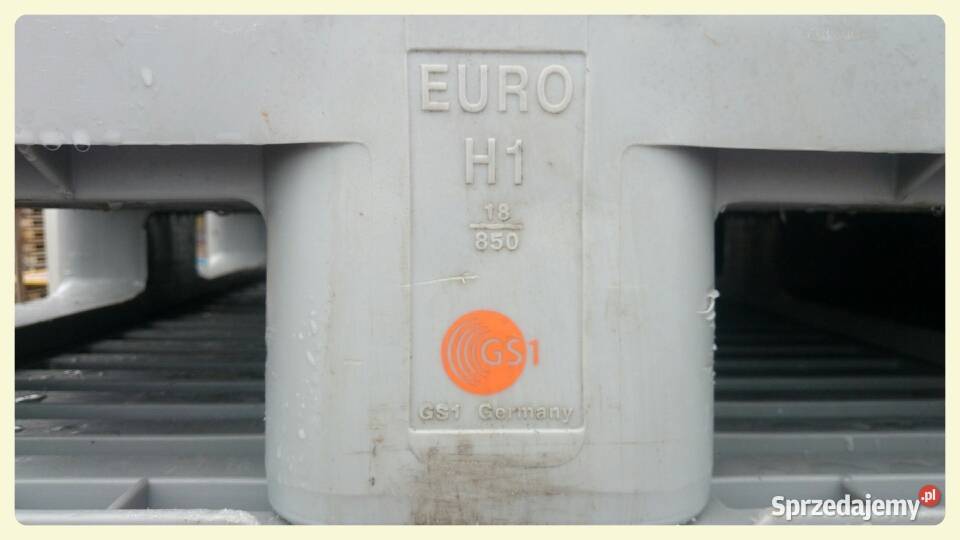 EURO
H1
18
850
GS1
GS1 Germany
Sprzedajemy.pl